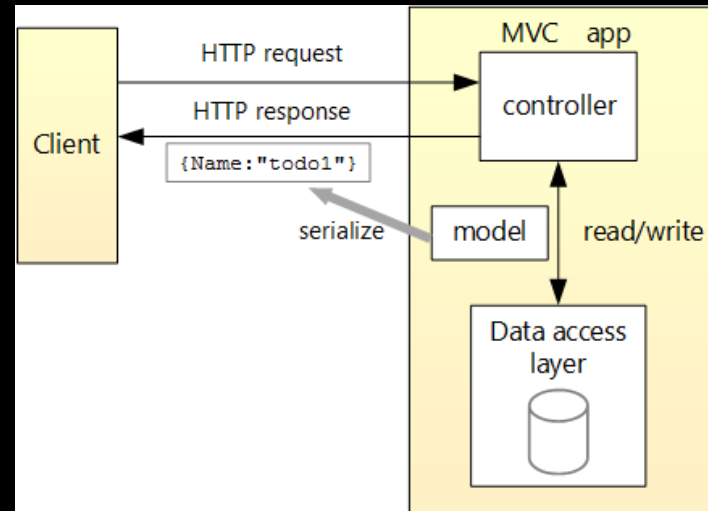 MVC app
HTTP request
controller
HTTP response
Client
{Name:"todo1"}
serialize
model
read/write
Data access
layer